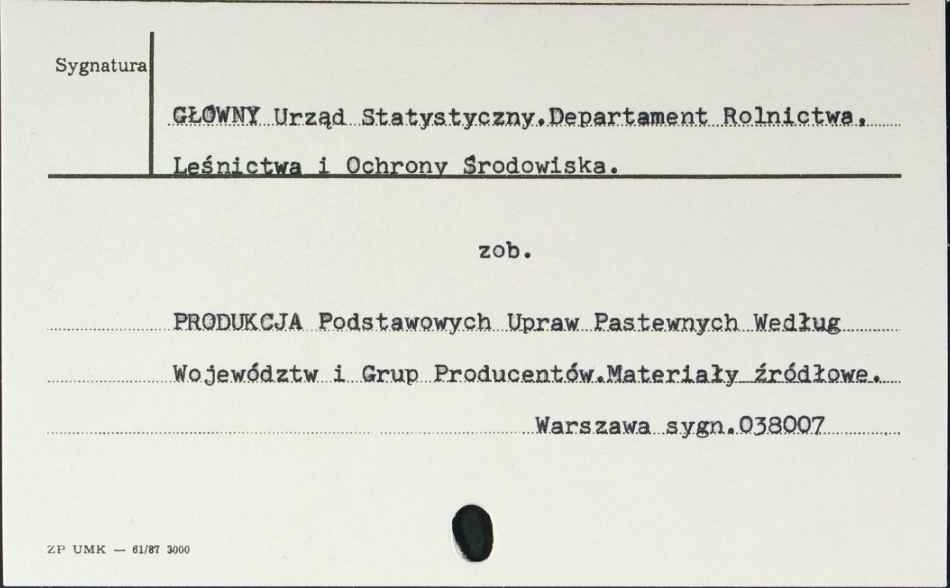 Sygnatura
GŁÓWNY Urząd Statystyczny.Departament Rolnictwa,
Leśnictwa i Ochrony Środowiska.
zob.
PRODUKCJA Podstawowych Upraw Pastewnych Według
Województw i Grup Producentów.Materiały źródłowe.
Warszawa sygn.038007
ZP UMK — 61/87 3000